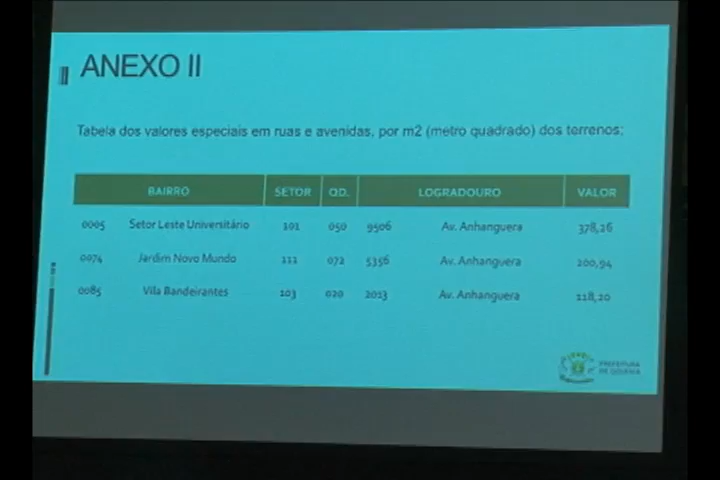 ANEXO II
Tabela dos valores especiais em ruas e avenidas, por m2 (metro quadrado) dos terrenos;
BAIRRO SETOR QD. LOGRADOURO VALOR
0005 Setor Leste Universitário 101 050 9506 Av. Anhanguera 378,26
0074 Jardim Novo Mundo 111 072 5356 Av. Anhanguera 200,94
0085 Vila Bandeirantes 103 020 2013 Av. Anhanguera 118,20
PREFEITURA
DE GOIÂNIA